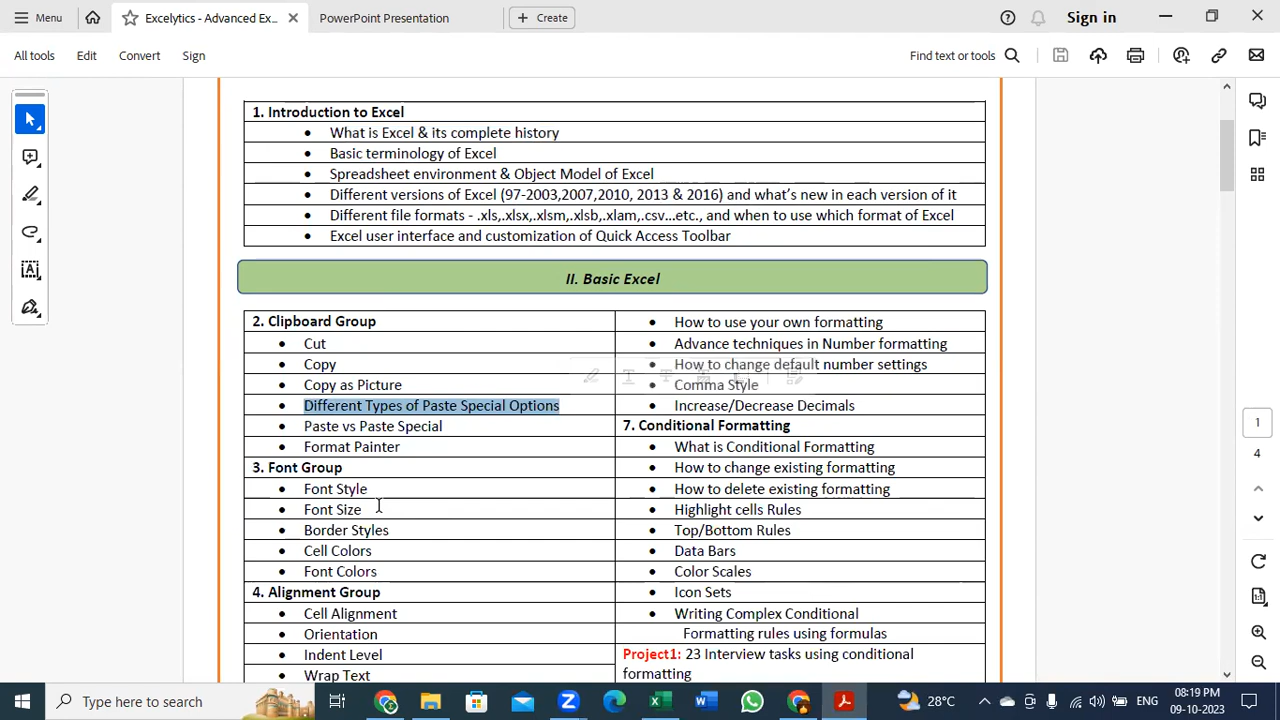 Menu
Excelytics - Advanced Ex...
PowerPoint Presentation
Create
Sign in
All tools
Edit
Convert
Sign
Find text or tools
1. Introduction to Excel
• What is Excel & its complete history
• Basic terminology of Excel
• Spreadsheet environment & Object Model of Excel
• Different versions of Excel (97-2003,2007,2010, 2013 & 2016) and what's new in each version of it
• Different file formats - .xls,.xlsx,.xlsm,.xlsb,.xlam,.csv...etc., and when to use which format of Excel
• Excel user interface and customization of Quick Access Toolbar
II. Basic Excel
2. Clipboard Group
• Cut
• Copy
• Copy as Picture
• Different Types of Paste Special Options
• Paste vs Paste Special
• Format Painter
3. Font Group
• Font Style
• Font Size
• Border Styles
• Cell Colors
• Font Colors
4. Alignment Group
• Cell Alignment
• Orientation
• Indent Level
• Wrap Text
• How to use your own formatting
• Advance techniques in Number formatting
• How to change default number settings
• Comma Style
• Increase/Decrease Decimals
7. Conditional Formatting
• What is Conditional Formatting
• How to change existing formatting
• How to delete existing formatting
• Highlight cells Rules
• Top/Bottom Rules
• Data Bars
• Color Scales
• Icon Sets
• Writing Complex Conditional
Formatting rules using formulas
Project1: 23 Interview tasks using conditional
formatting
1
4
Type here to search
28°C
ENG
08:19 PM
09-10-2023